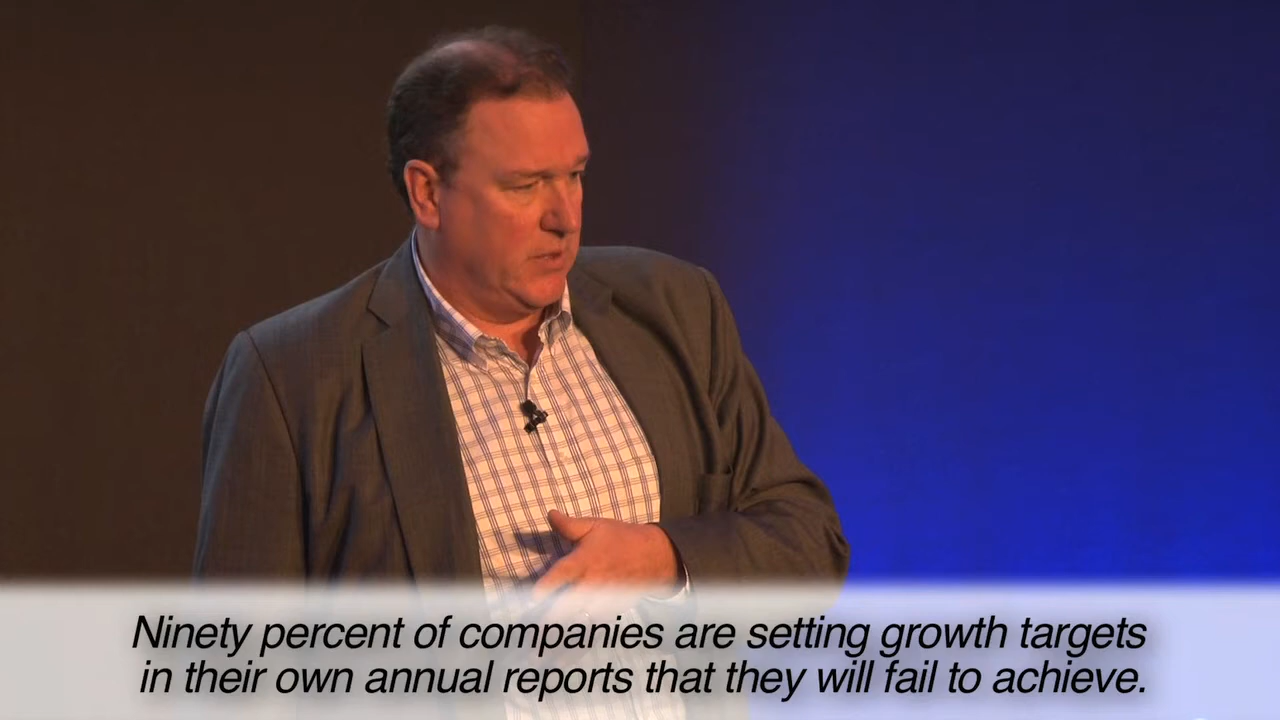 Ninety percent of companies are setting growth targets
in their own annual reports that they will fail to achieve.